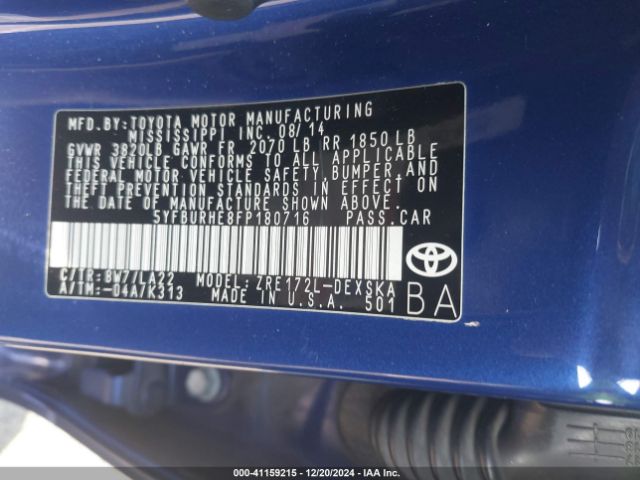 MFD.BY:TOYOTA MOTOR MANUFACTURING
MISSISSIPPI INC. 08/14
GVWR 3820LB GAWR FR 2070 LB RR 1850 LB
THIS VEHICLE CONFORMS TO ALL APPLICABLE
FEDERAL MOTOR VEHICLE SAFETY,BUMPER,AND
THEFT PREVENTION STANDARDS IN EFFECT ON
THE DATE OF MANUFACTURE SHOWN ABOVE.
5YFBURHE8FP180716 PASS.CAR
C/TR:8W7/LA22 MODEL:ZRE172L-DEXSKA
A/TM:-04A/K313 MADE IN U.S.A. 501
BA
000-41159215 - 12/20/2024 - IAA Inc.